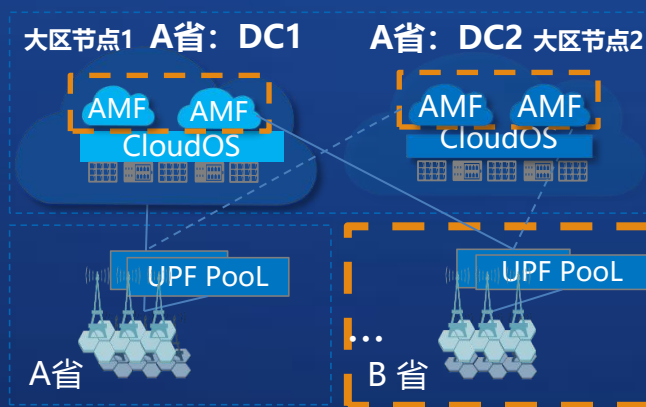 大区节点1 A省：DC1
A省：DC2 大区节点2
AMF AMF
CloudOS
AMF AMF
CloudOS
UPF PooL
A省
UPF PooL
...
B 省